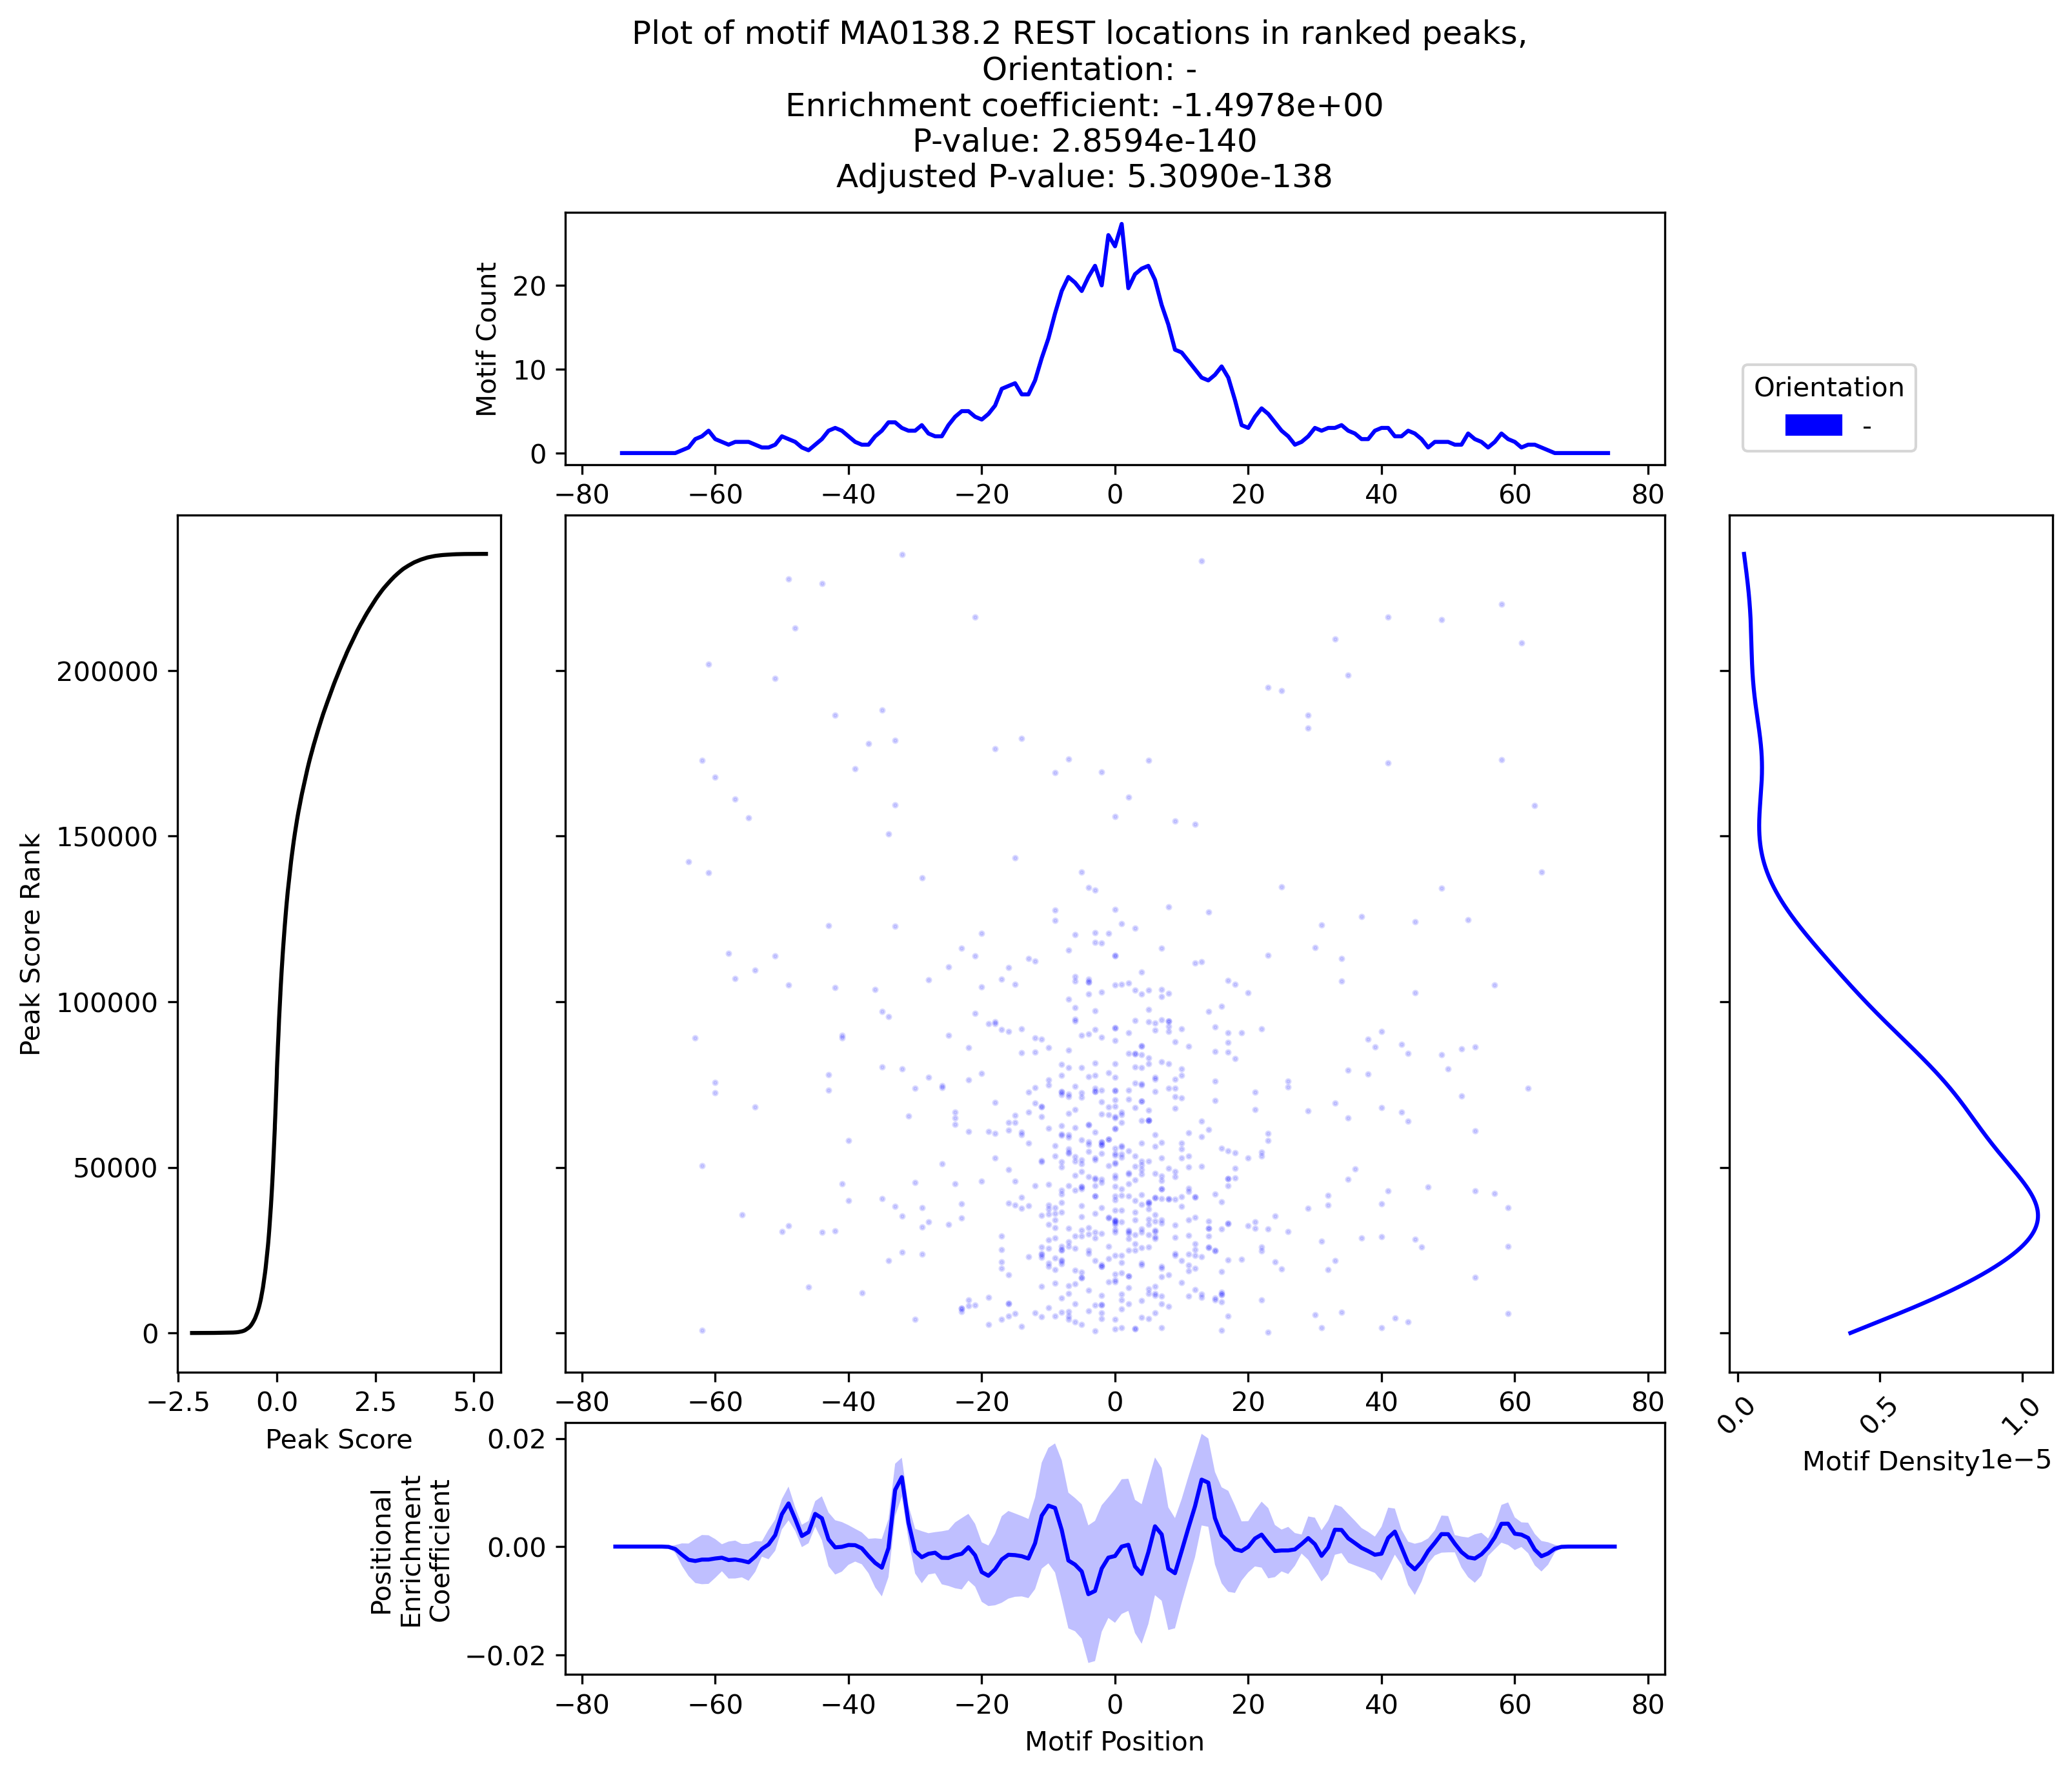 Plot of motif MA0138.2 REST locations in ranked peaks,
Orientation: -
Enrichment coefficient: -1.4978e+00
P-value: 2.8594e-140
Adjusted P-value: 5.3090e-138
Motif Count
20
10
0
−80 −60 −40 −20 0 20 40 60 80
Orientation
-
Peak Score Rank
200000
150000
100000
50000
0
−2.5 0.0 2.5 5.0
Peak Score
−80 −60 −40 −20 0 20 40 60 80
0.0 0.5 1.0
Motif Density
1e−5
Positional
Enrichment
Coefficient
0.02
0.00
−0.02
−80 −60 −40 −20 0 20 40 60 80
Motif Position